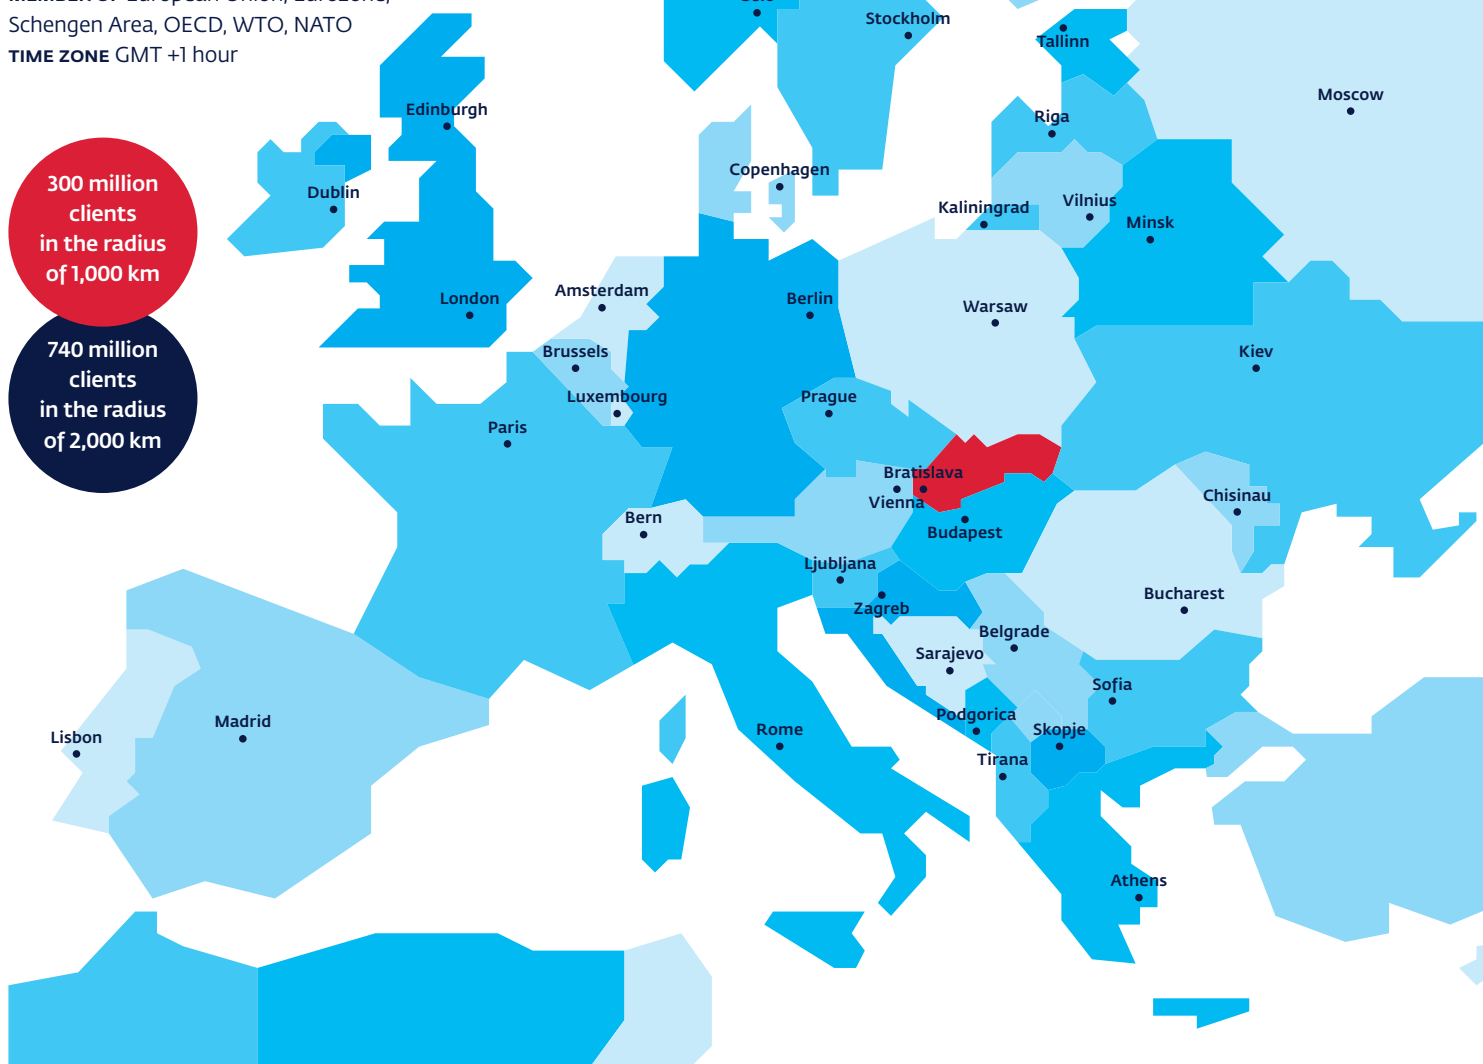 Schengen Area, OECD, WTO, NATO
TIME ZONE GMT +1 hour
300 million
clients
in the radius
of 1,000 km
740 million
clients
in the radius
of 2,000 km
Stockholm
Tallinn
Moscow
Edinburgh
Riga
Copenhagen
Dublin
Vilnius
Kaliningrad
Minsk
Amsterdam
London
Berlin
Warsaw
Brussels
Kiev
Luxembourg
Prague
Paris
Bratislava
Vienna
Chisinau
Bern
Budapest
Ljubljana
Bucharest
Zagreb
Belgrade
Sarajevo
Sofia
Podgorica
Lisbon
Madrid
Rome
Skopje
Tirana
Athens